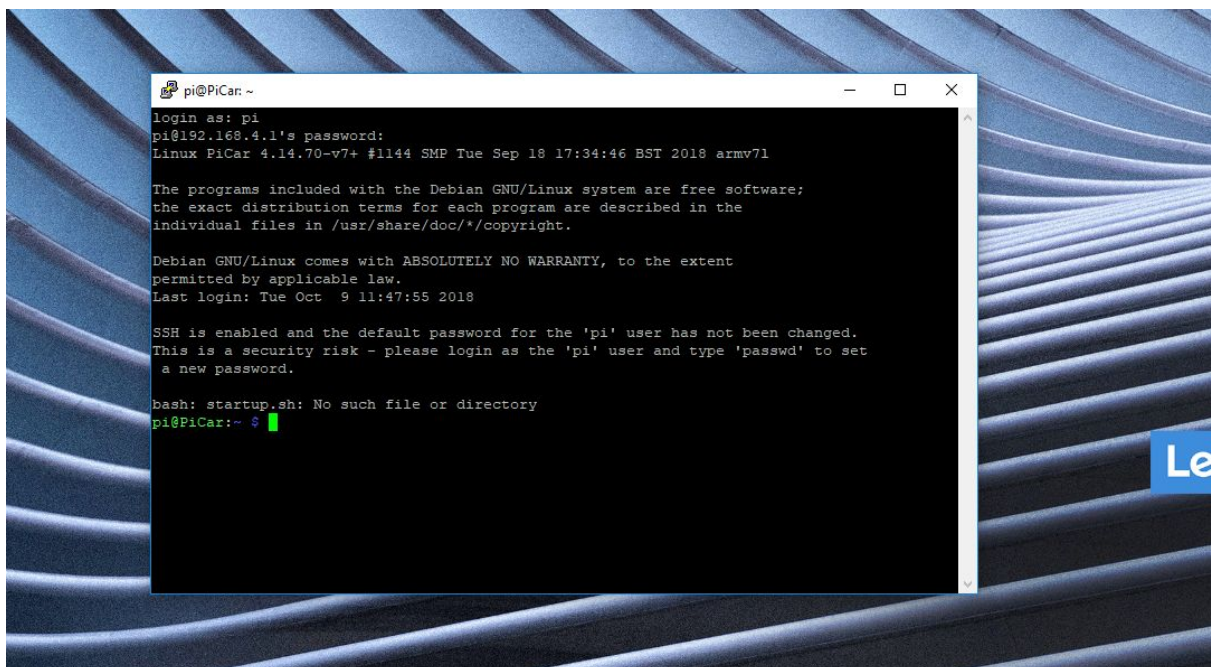 pi@PiCar: ~
login as: pi
pi@192.168.4.1's password:
Linux PiCar 4.14.70-v7+ #1144 SMP Tue Sep 18 17:34:46 BST 2018 armv7l
The programs included with the Debian GNU/Linux system are free software;
the exact distribution terms for each program are described in the
individual files in /usr/share/doc/*/copyright.
Debian GNU/Linux comes with ABSOLUTELY NO WARRANTY, to the extent
permitted by applicable law.
Last login: Tue Oct  9 11:47:55 2018
SSH is enabled and the default password for the 'pi' user has not been changed.
This is a security risk - please login as the 'pi' user and type 'passwd' to set
 a new password.
bash: startup.sh: No such file or directory
pi@PiCar:~ $
Le